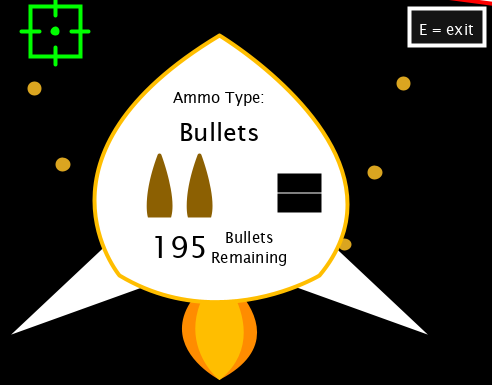 E = exit
Ammo Type:
Bullets
195
Bullets
Remaining